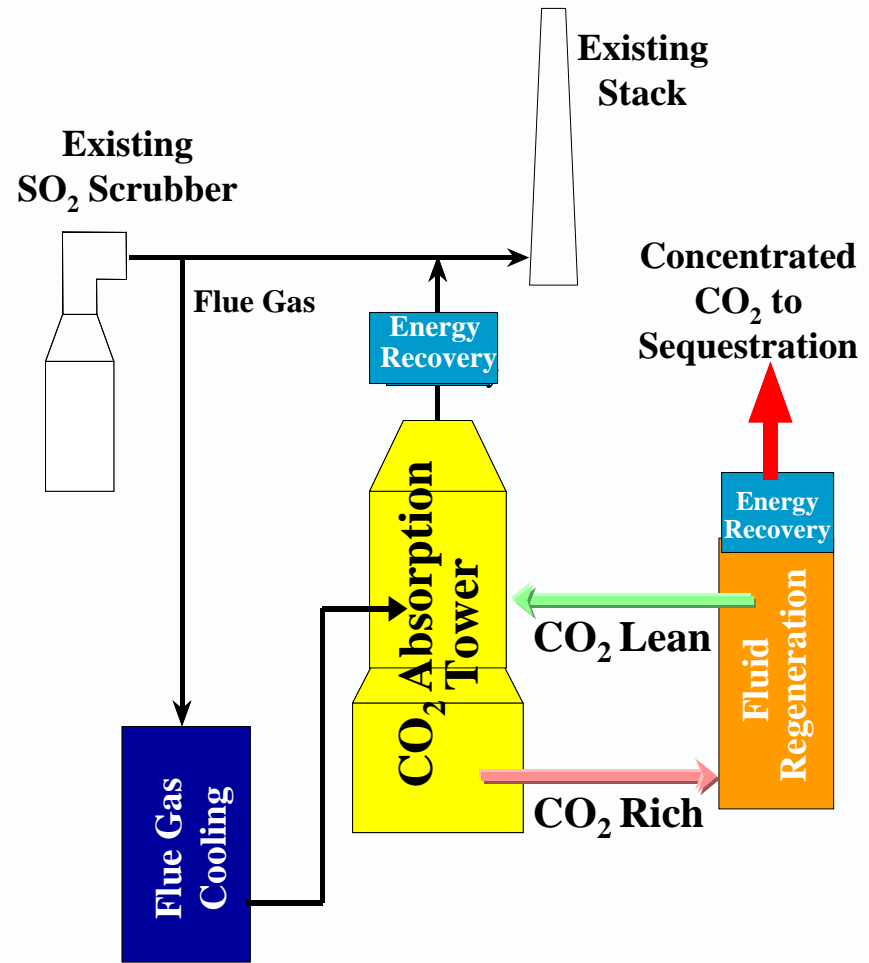 Existing
Stack
Existing
SO₂ Scrubber
Flue Gas
Concentrated
CO₂ to
Sequestration
Energy
Recovery
y
Energy
Recovery
CO₂ Absorption
Tower
CO₂ Lean
Fluid
Regeneration
CO₂ Rich
Flue Gas
Cooling